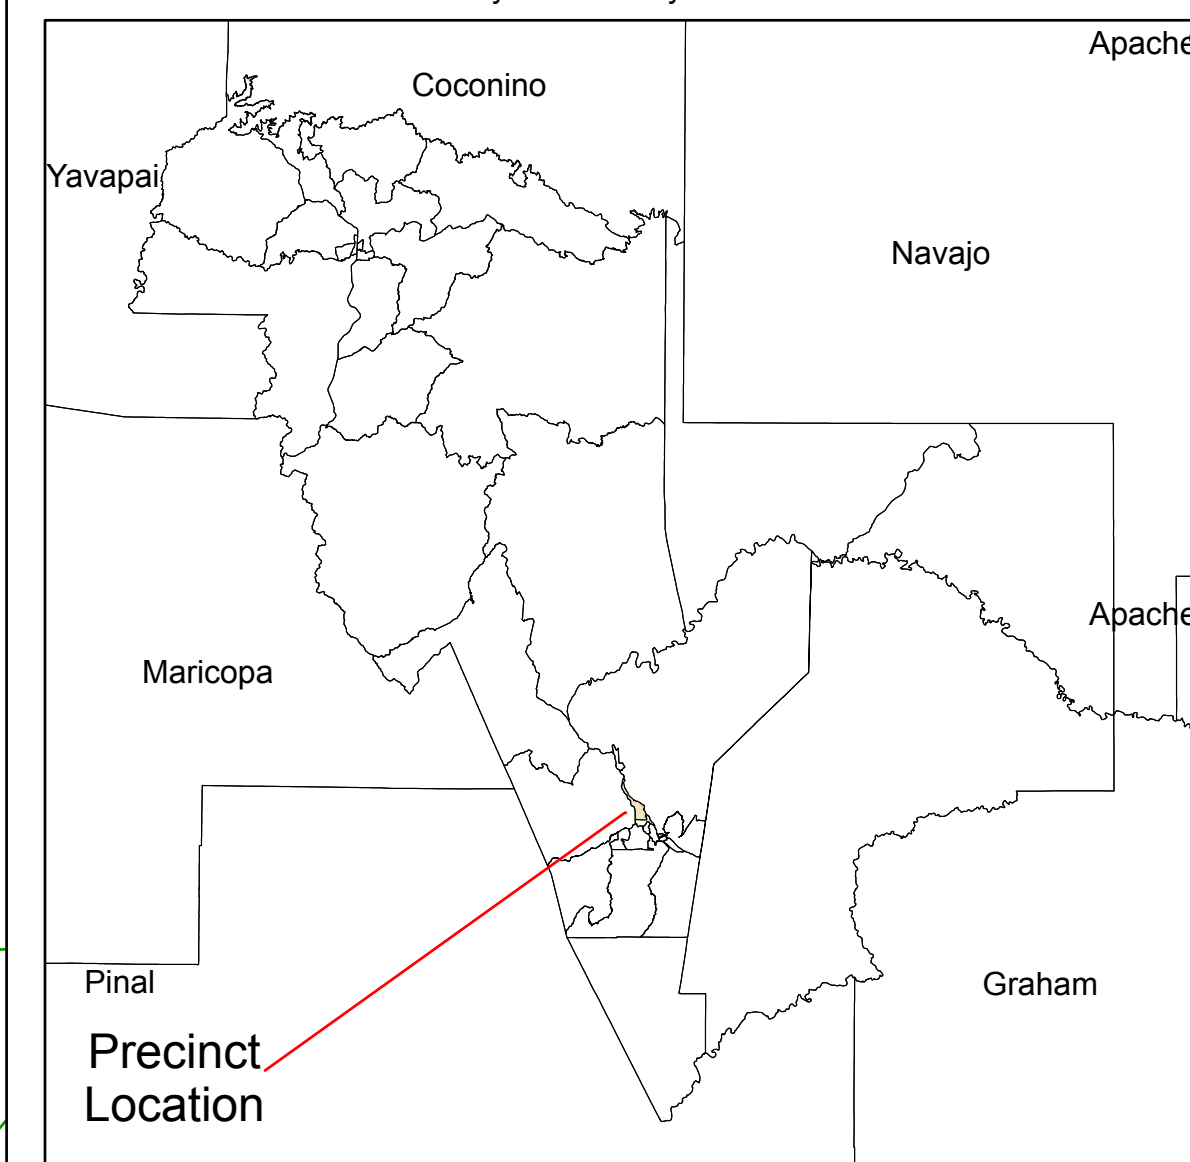 Apache
Coconino
Yavapai
Navajo
Apache
Maricopa
Pinal
Graham
Precinct
Location